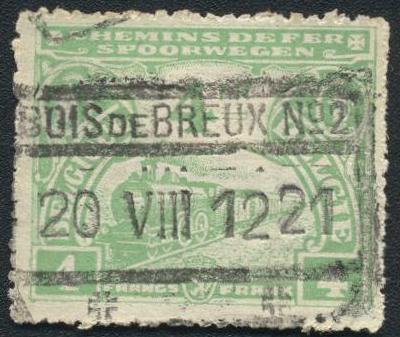 CHEMINS DE FER
SPOORWEGEN
BOIS DE BREUX No 2
20 VIII 1221
4 4
FRANCS FRANK